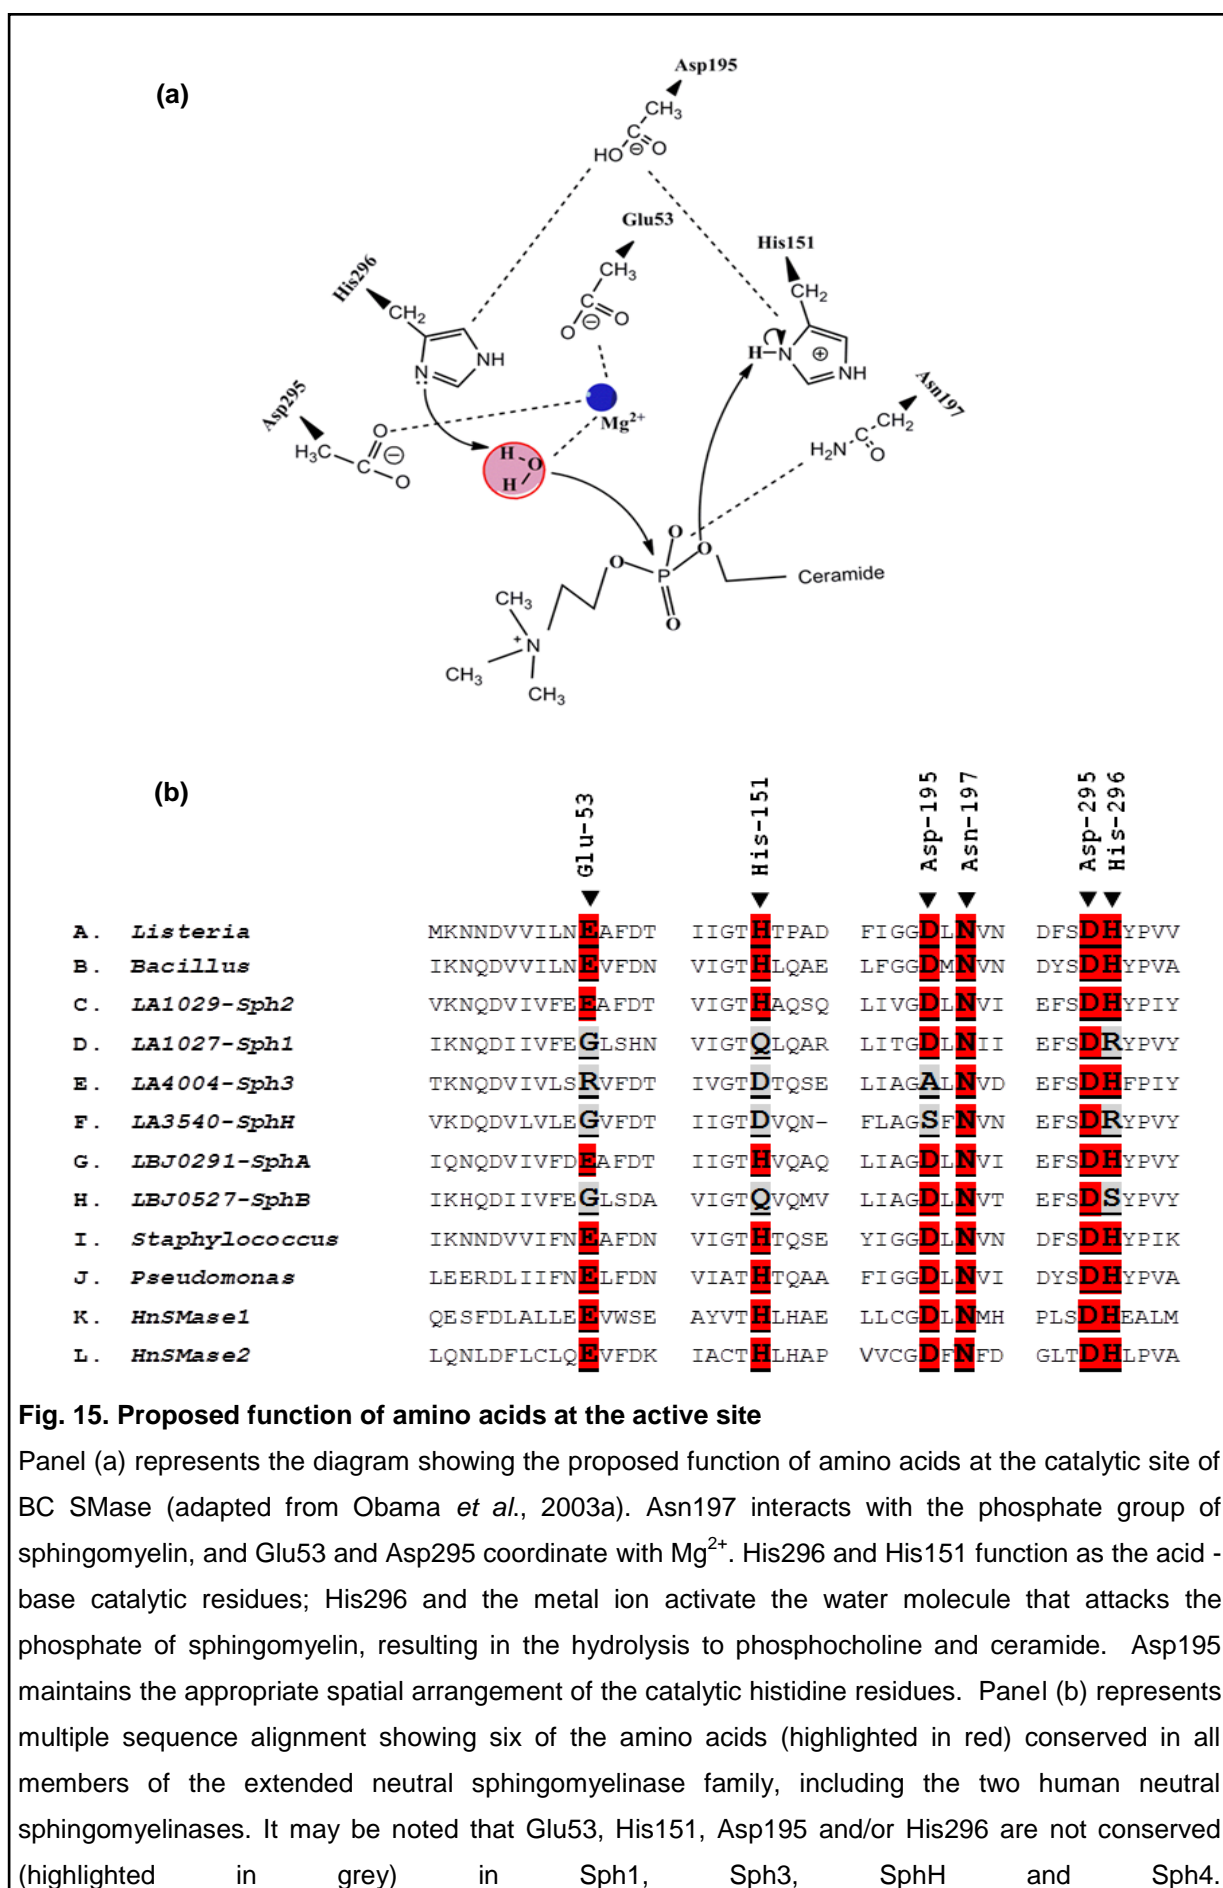 (a)
Asp195
CH3
C
HO ⊖ O
Glu53
His151
His296
CH3
CH2
CH2
C
O ⊖ O
H–N ⊕
NH
N
NH
Asn197
Asp295
Mg2+
O
H3C ⊖
C
O
H
O
H
CH2
H2N C
O
O
O
O
P
Ceramide
O
CH3
+
N
CH3
CH3
(b)
Glu-53 His-151 Asp-195 Asn-197 Asp-295 His-296
A. Listeria MKNNDVVILNEAFDT IIGTHTPAD FIGGDLNVN DFSDHYPVV
B. Bacillus IKNQDVVILNEVFDN VIGTHLQAE LFGGDMNVN DYSDHYPVA
C. LA1029-Sph2 VKNQDVIVFEEAFDT VIGTHAQSQ LIVGDLNVI EFSDHYPIY
D. LA1027-Sph1 IKNQDIIVFEGLSHN VIGTQLQAR LITGDLNII EFSDRYPVY
E. LA4004-Sph3 TKNQDVIVLSRVFDT IVGTDTQSE LIAGALNVD EFSDHFPIY
F. LA3540-SphH VKDQDVLVLEGVFDT IIGTDVQN- FLAGSFNVN EFSDRYPVY
G. LBJ0291-SphA IQNQDVIVFDEAFDT IIGTHVQAQ LIAGDLNVI EFSDHYPVY
H. LBJ0527-SphB IKHQDIIVFEGLSDA VIGTQVQMV LIAGDLNVT EFSDSYPVY
I. Staphylococcus IKNNDVVIFNEAFDN VIGTHTQSE YIGGDLNVN DFSDHYPIK
J. Pseudomonas LEERDLIIFNELFDN VIATHTQAA FIGGDLNVI DYSDHYPVA
K. HnSMase1 QESFDLALLEEVWSE AYVTHLHAE LLCGDLNMH PLSDHEALM
L. HnSMase2 LQNLDFLCLQEVFDK IACTHLHAP VVCGDFNFD GLTDHLPVA
Fig. 15. Proposed function of amino acids at the active site
Panel (a) represents the diagram showing the proposed function of amino acids at the catalytic site of
BC SMase (adapted from Obama et al., 2003a). Asn197 interacts with the phosphate group of
sphingomyelin, and Glu53 and Asp295 coordinate with Mg2+. His296 and His151 function as the acid -
base catalytic residues; His296 and the metal ion activate the water molecule that attacks the
phosphate of sphingomyelin, resulting in the hydrolysis to phosphocholine and ceramide. Asp195
maintains the appropriate spatial arrangement of the catalytic histidine residues. Panel (b) represents
multiple sequence alignment showing six of the amino acids (highlighted in red) conserved in all
members of the extended neutral sphingomyelinase family, including the two human neutral
sphingomyelinases. It may be noted that Glu53, His151, Asp195 and/or His296 are not conserved
(highlighted in grey) in Sph1, Sph3, SphH and Sph4.